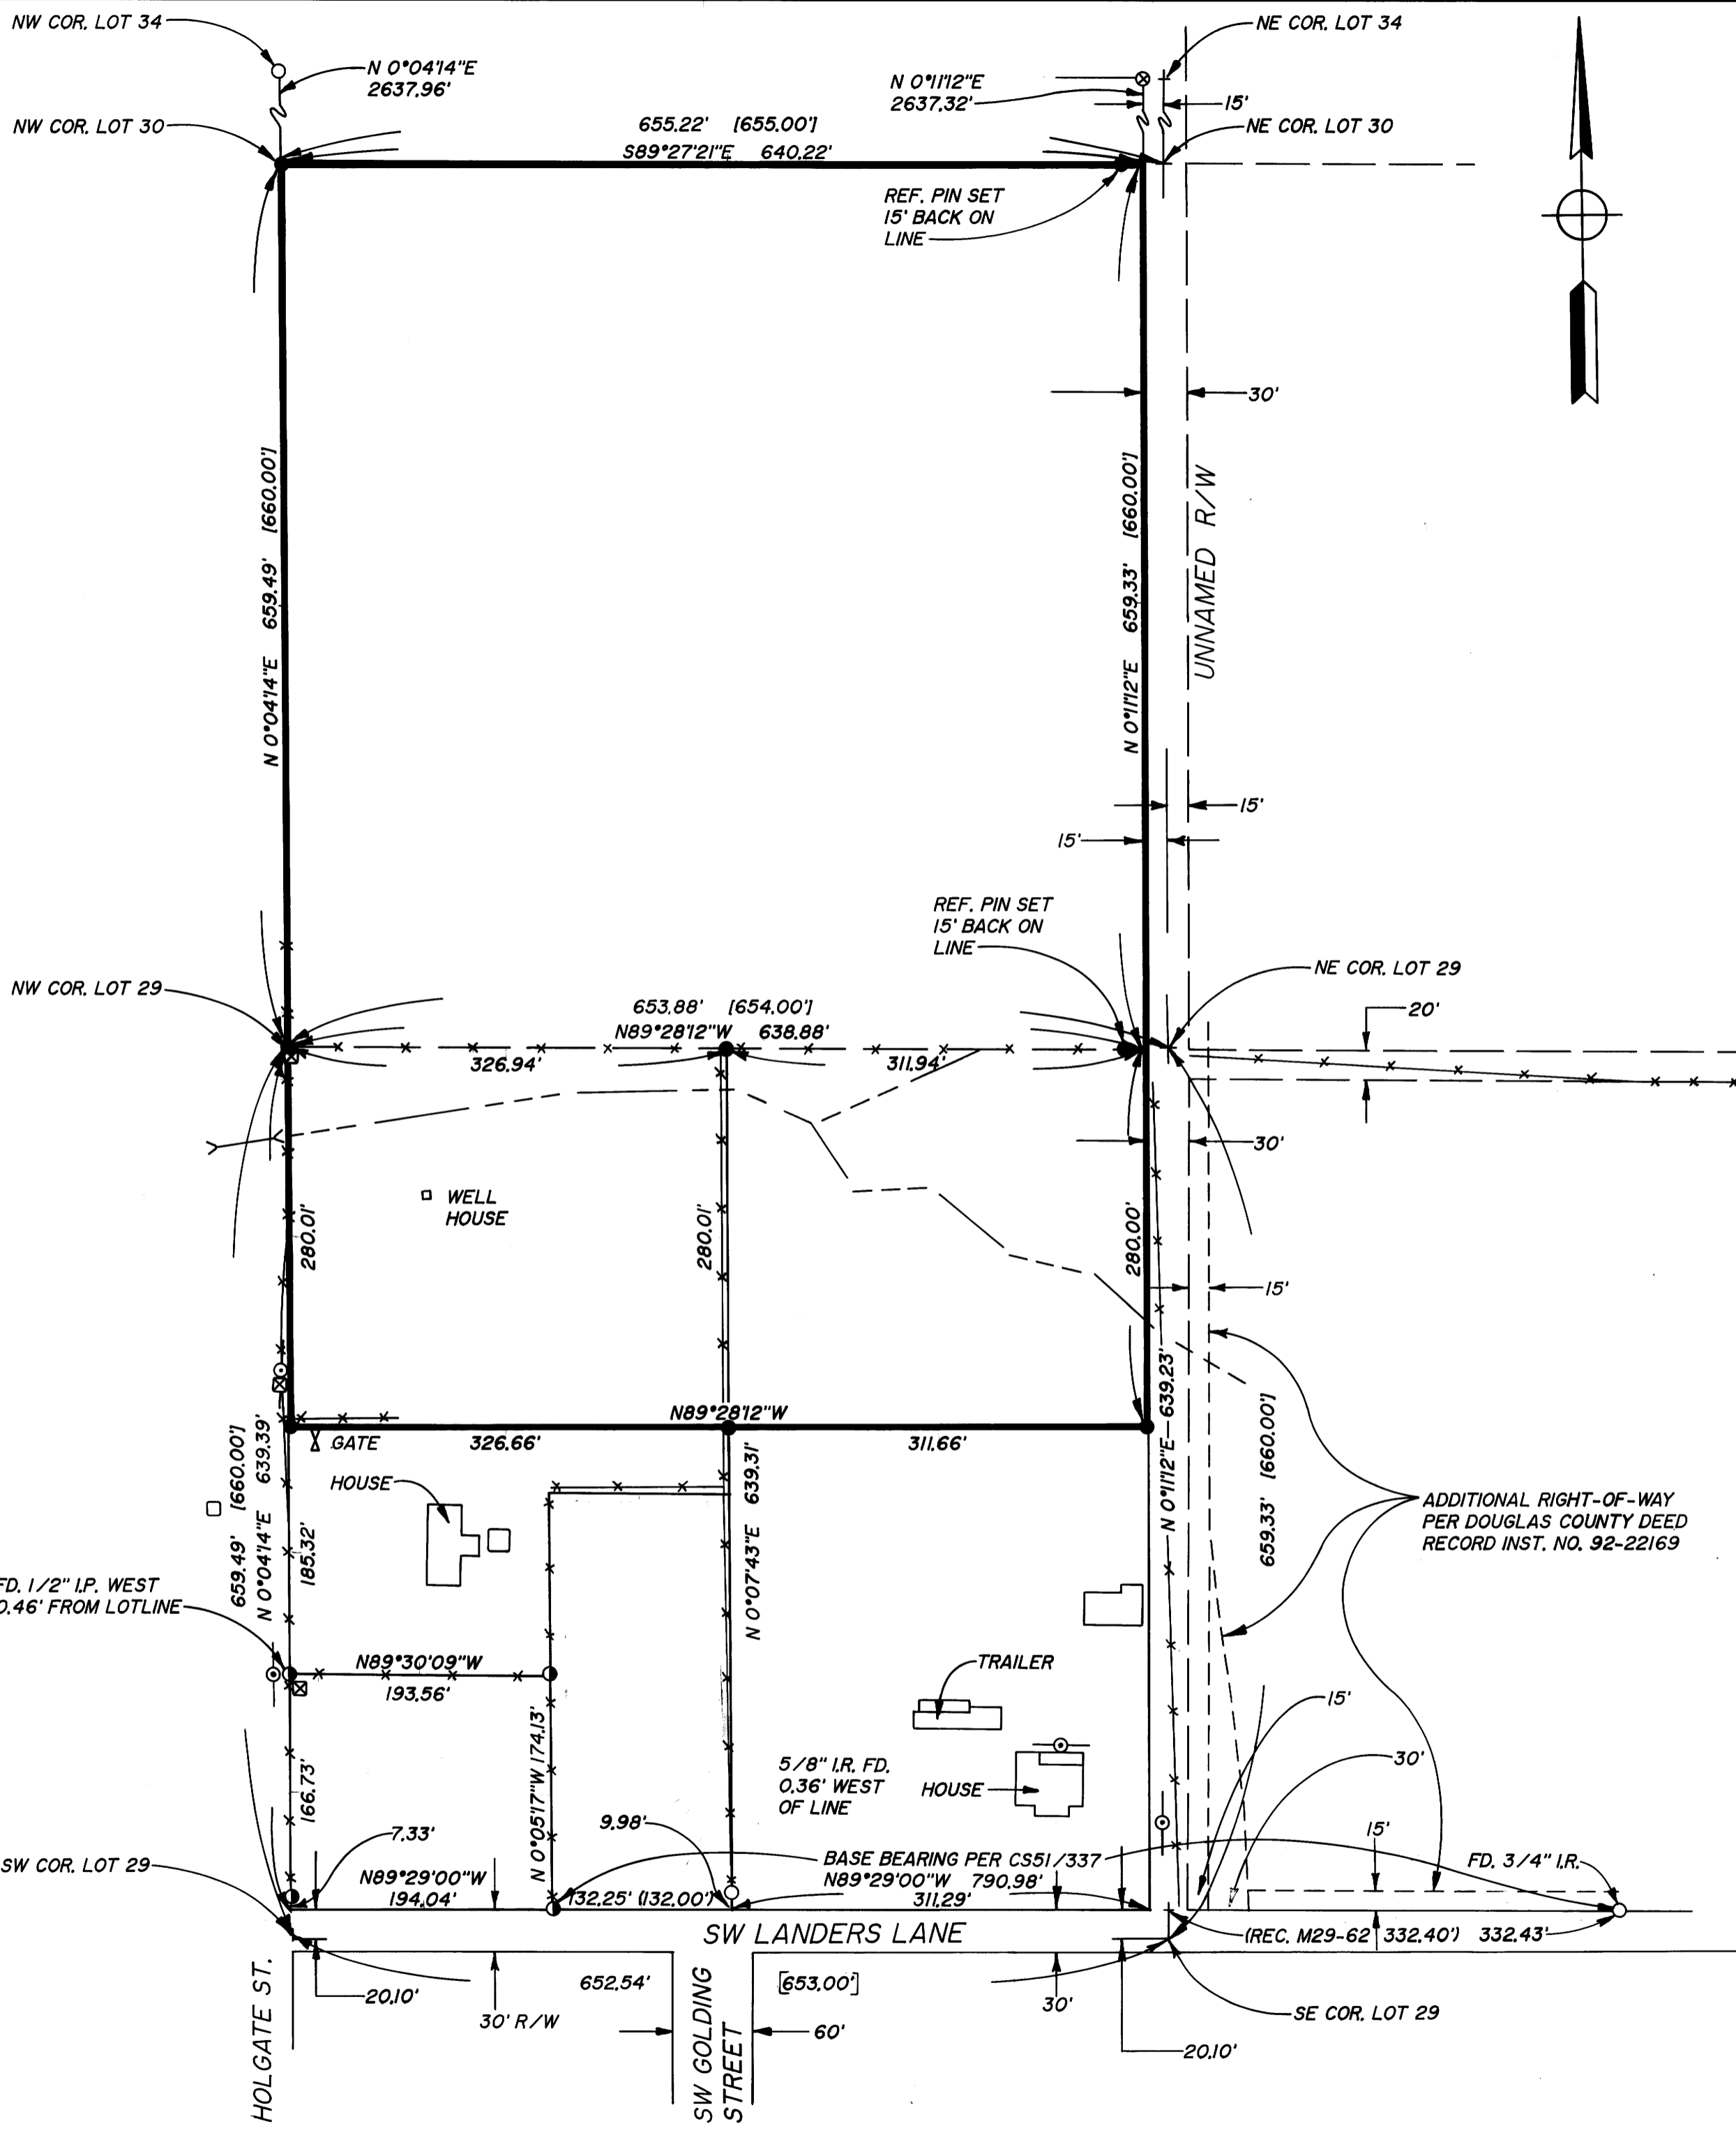 NW COR. LOT 34
N 0°04'14"E
2637.96'
N 0°11'12"E
2637.32'
NE COR. LOT 34
15'
NW COR. LOT 30
655.22' [655.00']
S89°27'21"E 640.22'
NE COR. LOT 30
REF. PIN SET
15' BACK ON
LINE
30'
N 0°04'14"E 659.49' [660.00']
N 0°11'12"E 659.33' [660.00']
UNNAMED R/W
15'
15'
REF. PIN SET
15' BACK ON
LINE
NW COR. LOT 29
653.88' [654.00']
N89°28'12"W 638.88'
326.94'
311.94'
NE COR. LOT 29
20'
30'
WELL
HOUSE
280.01'
280.01'
280.00'
15'
N89°28'12"W
326.66'
311.66'
GATE
HOUSE
659.49' [660.00']
N 0°04'14"E 639.39'
185.32'
N 0°07'43"E 639.31'
N 0°11'12"E 639.23'
659.33' [660.00']
ADDITIONAL RIGHT-OF-WAY
PER DOUGLAS COUNTY DEED
RECORD INST. NO. 92-22169
FD. 1/2" I.P. WEST
0.46' FROM LOTLINE
N89°30'09"W
193.56'
TRAILER
15'
N 0°05'17"W 174.13'
166.73'
5/8" I.R. FD.
0.36' WEST
OF LINE
HOUSE
30'
7.33'
9.98'
15'
SW COR. LOT 29
N89°29'00"W
194.04'
132.25' (132.00')
BASE BEARING PER CS51/337
N89°29'00"W 790.98'
311.29'
FD. 3/4" I.R.
SW LANDERS LANE
(REC. M29-62 332.40') 332.43'
HOLGATE ST.
20.10'
652.54'
[653.00']
30' R/W
SW GOLDING
STREET
60'
30'
SE COR. LOT 29
20.10'